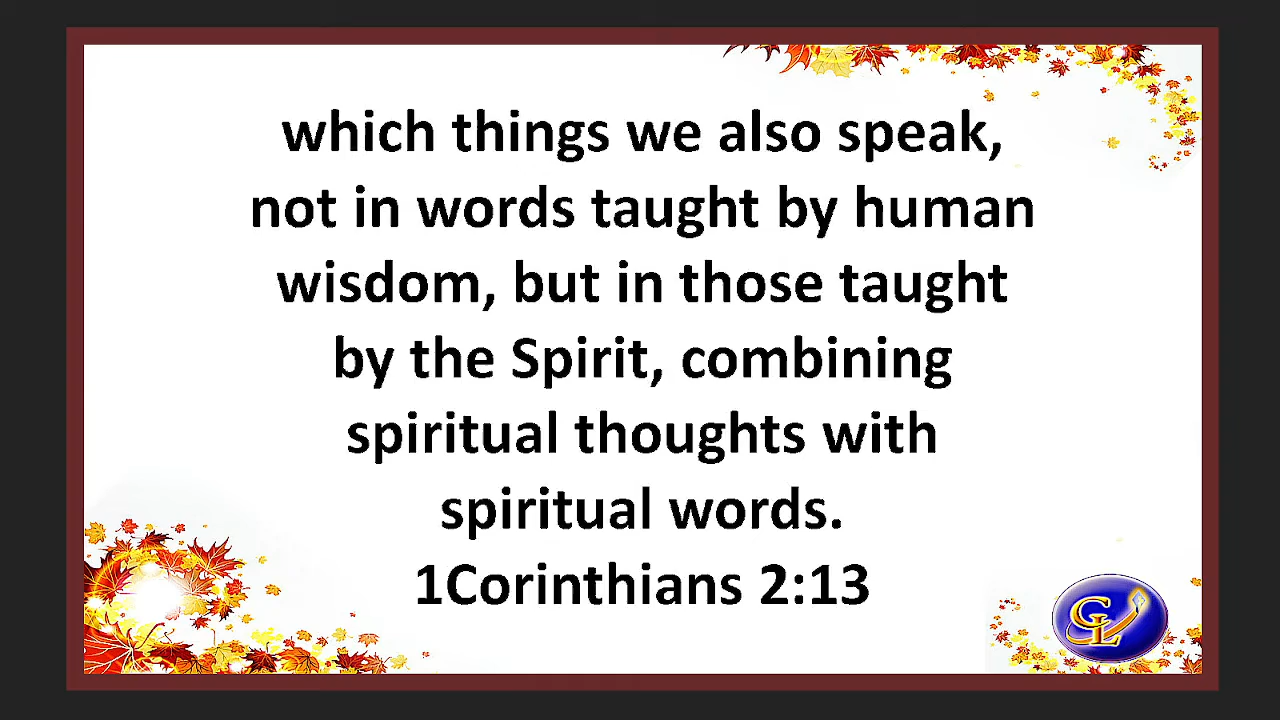 which things we also speak,
not in words taught by human
wisdom, but in those taught
by the Spirit, combining
spiritual thoughts with
spiritual words.
1Corinthians 2:13